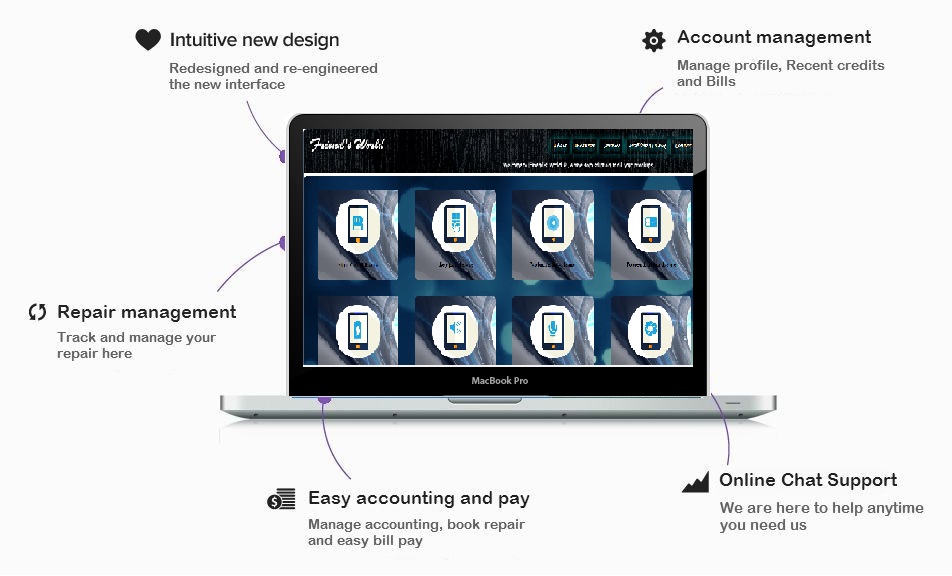 Intuitive new design
Redesigned and re-engineered
the new interface
Account management
Manage profile, Recent credits
and Bills
Friend's World
Repair management
Track and manage your
repair here
MacBook Pro
Easy accounting and pay
Manage accounting, book repair
and easy bill pay
Online Chat Support
We are here to help anytime
you need us